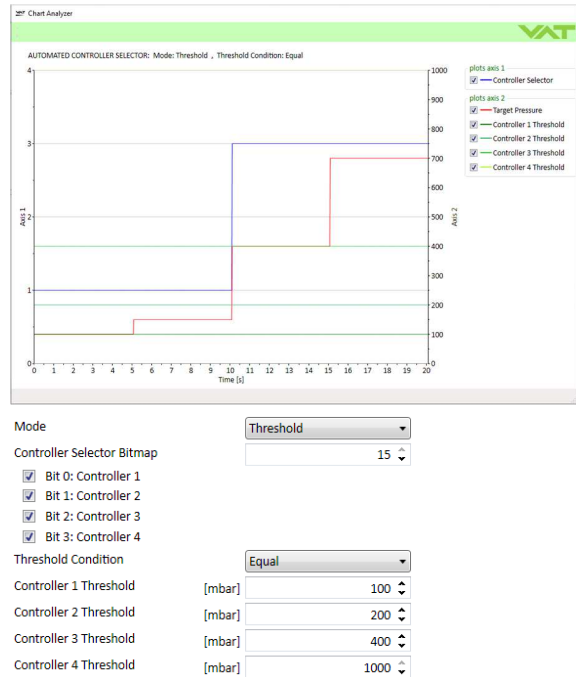 VAT Chart Analyzer
VAT
AUTOMATED CONTROLLER SELECTOR: Mode: Threshold , Threshold Condition: Equal
plots axis 1
Controller Selector
plots axis 2
Target Pressure
Controller 1 Threshold
Controller 2 Threshold
Controller 3 Threshold
Controller 4 Threshold
4
3
2
1
0
Axis 1
1000
900
800
700
600
500
400
300
200
100
0
Axis 2
0 1 2 3 4 5 6 7 8 9 10 11 12 13 14 15 16 17 18 19 20
Time [s]
Mode Threshold
Controller Selector Bitmap 15
Bit 0: Controller 1
Bit 1: Controller 2
Bit 2: Controller 3
Bit 3: Controller 4
Threshold Condition Equal
Controller 1 Threshold [mbar] 100
Controller 2 Threshold [mbar] 200
Controller 3 Threshold [mbar] 400
Controller 4 Threshold [mbar] 1000